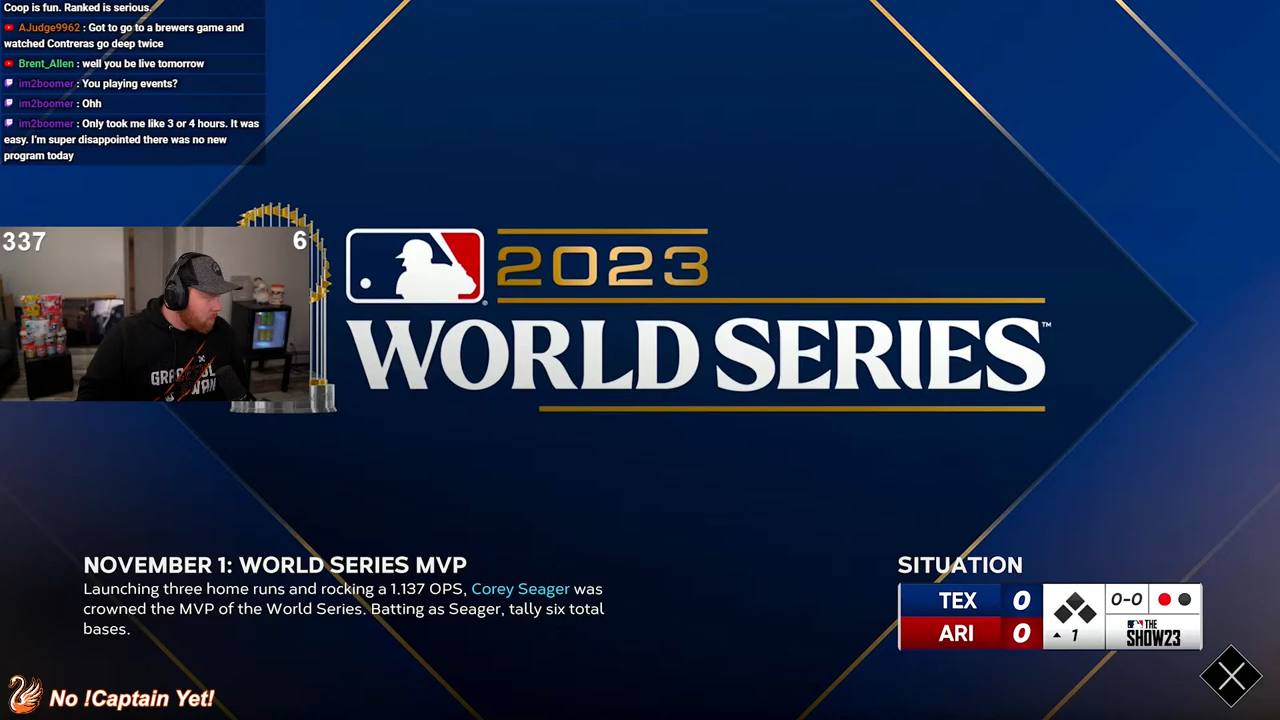 Coop is fun. Ranked is serious.
AJudge9962 : Got to go to a brewers game and
watched Contreras go deep twice
Brent_Allen : well you be live tomorrow
im2boomer : You playing events?
im2boomer : Ohh
im2boomer : Only took me like 3 or 4 hours. It was
easy. I'm super disappointed there was no new
program today
337
6
2023
WORLD SERIES™
NOVEMBER 1: WORLD SERIES MVP
Launching three home runs and rocking a 1.137 OPS, Corey Seager was
crowned the MVP of the World Series. Batting as Seager, tally six total
bases.
SITUATION
TEX 0
ARI 0
0-0
1
THE
SHOW23
No !Captain Yet!